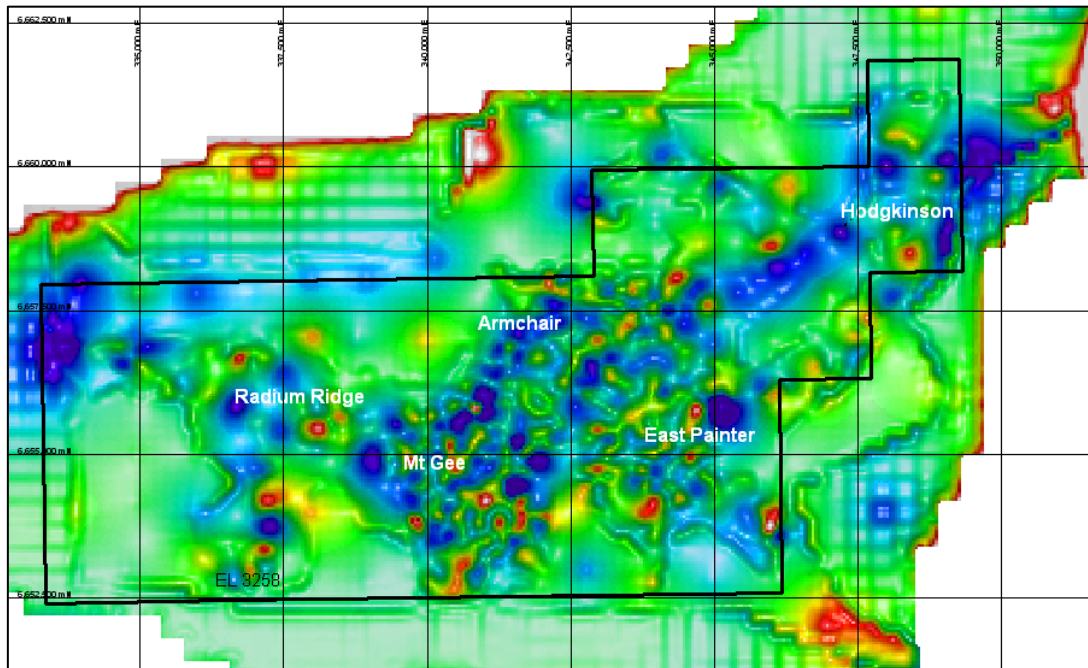 6,662,500 mN
335,000 mE
337,500 mE
340,000 mE
342,500 mE
345,000 mE
347,500 mE
350,000 mE
6,660,000 mN
Hodgkinson
6,657,500 mN
Armchair
Radium Ridge
East Painter
6,655,000 mN
Mt Gee
EL 3258
6,652,500 mN